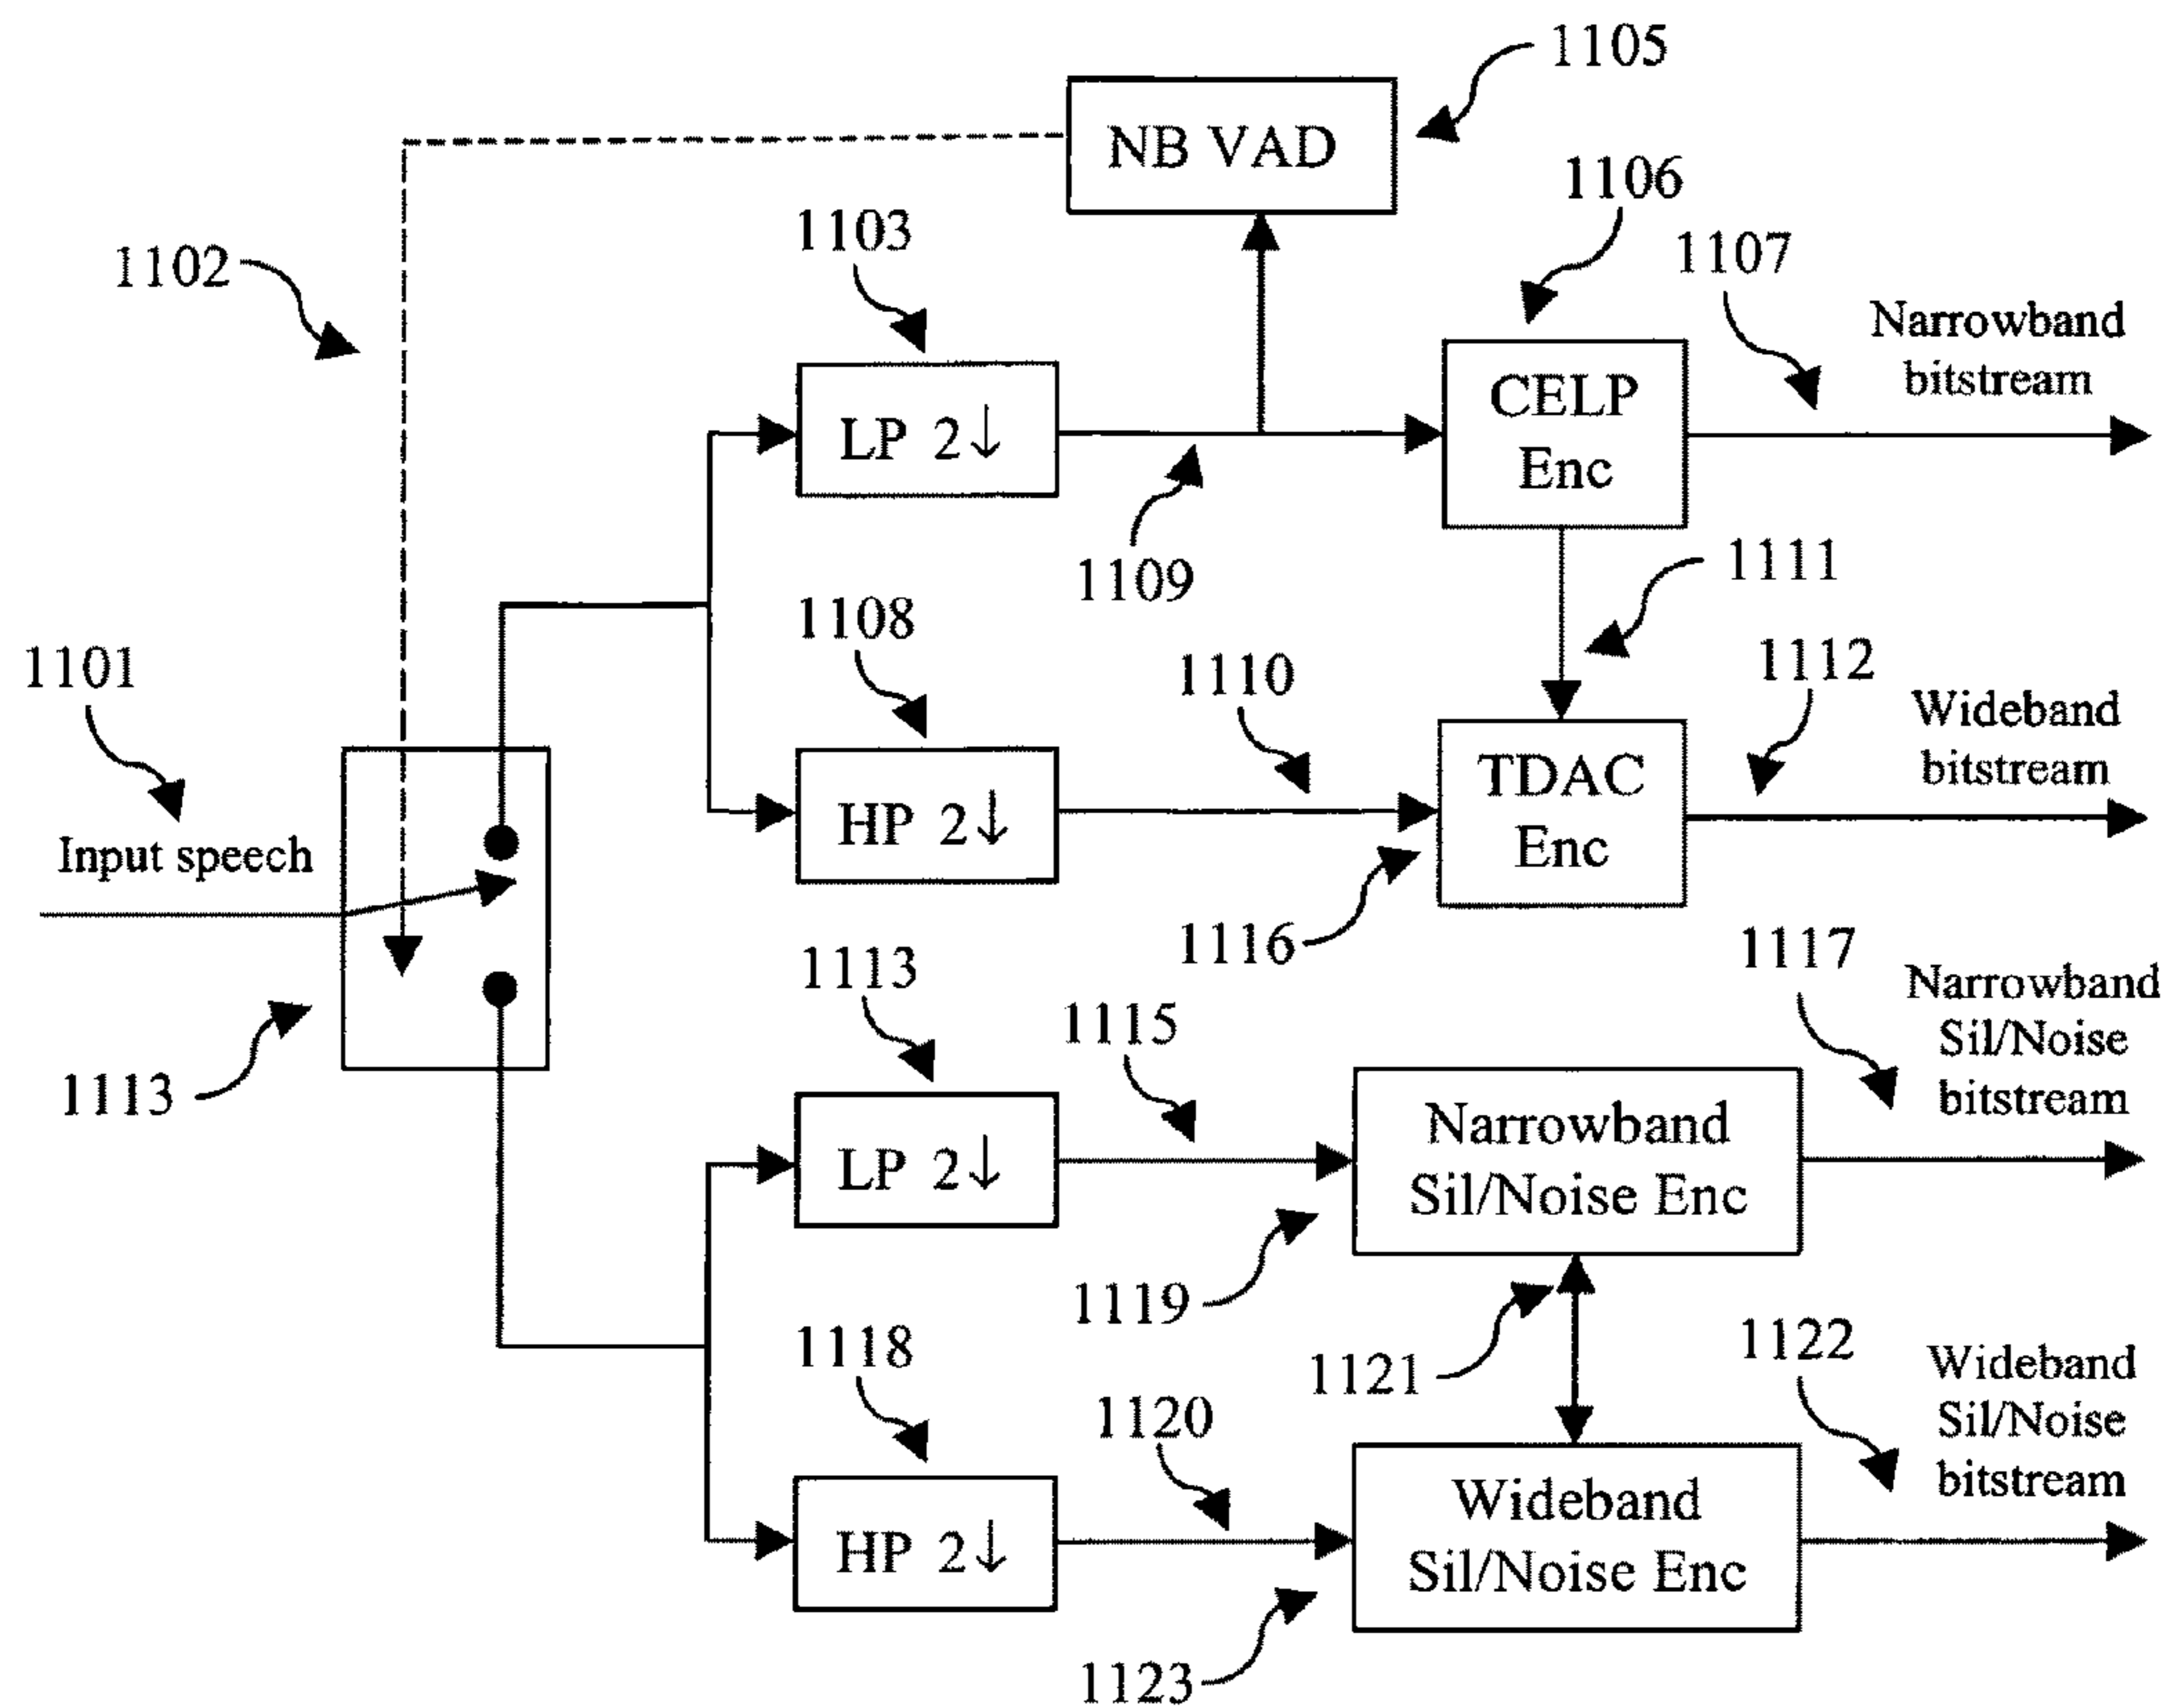 1105
NB VAD
1106
1103
1102
1107
Narrowband
bitstream
CELP
Enc
LP 2↓
1109
1111
1108
1110
1112
1101
Wideband
bitstream
TDAC
Enc
HP 2↓
Input speech
1116
1117
1113
1115
Narrowband
Sil/Noise
bitstream
1113
Narrowband
Sil/Noise Enc
LP 2↓
1119
1121
1118
1122
1120
Wideband
Sil/Noise
bitstream
Wideband
Sil/Noise Enc
HP 2↓
1123